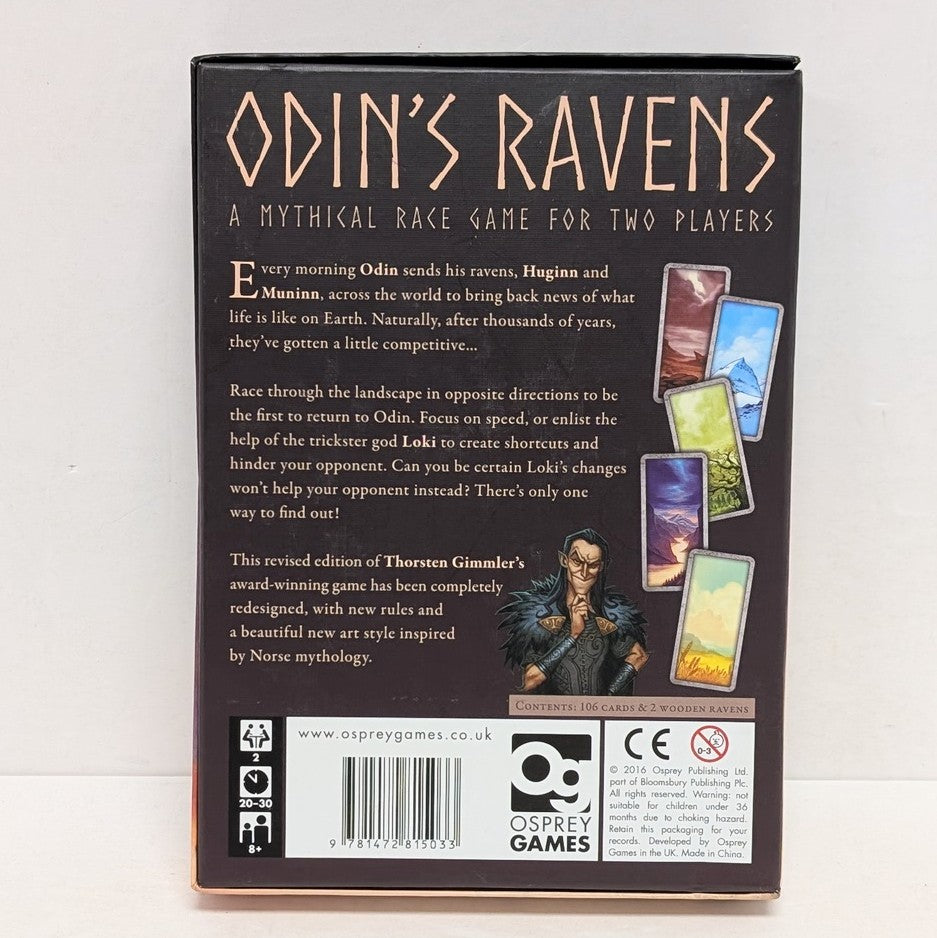 ODIN'S RAVENS
A MYTHICAL RACE GAME FOR TWO PLAYERS
Every morning Odin sends his ravens, Huginn and
Muninn, across the world to bring back news of what
life is like on Earth. Naturally, after thousands of years,
they've gotten a little competitive...
Race through the landscape in opposite directions to be
the first to return to Odin. Focus on speed, or enlist the
help of the trickster god Loki to create shortcuts and
hinder your opponent. Can you be certain Loki's changes
won't help your opponent instead? There's only one
way to find out!
This revised edition of Thorsten Gimmler's
award-winning game has been completely
redesigned, with new rules and
a beautiful new art style inspired
by Norse mythology.
CONTENTS: 106 CARDS & 2 WOODEN RAVENS
2
20-30
8+
www.ospreygames.co.uk
9 781472 815033
og
OSPREY
GAMES
CE
0-3
© 2016 Osprey Publishing Ltd.
part of Bloomsbury Publishing Plc.
All rights reserved. Warning: not
suitable for children under 36
months due to choking hazard.
Retain this packaging for your
records. Developed by Osprey
Games in the UK. Made in China.